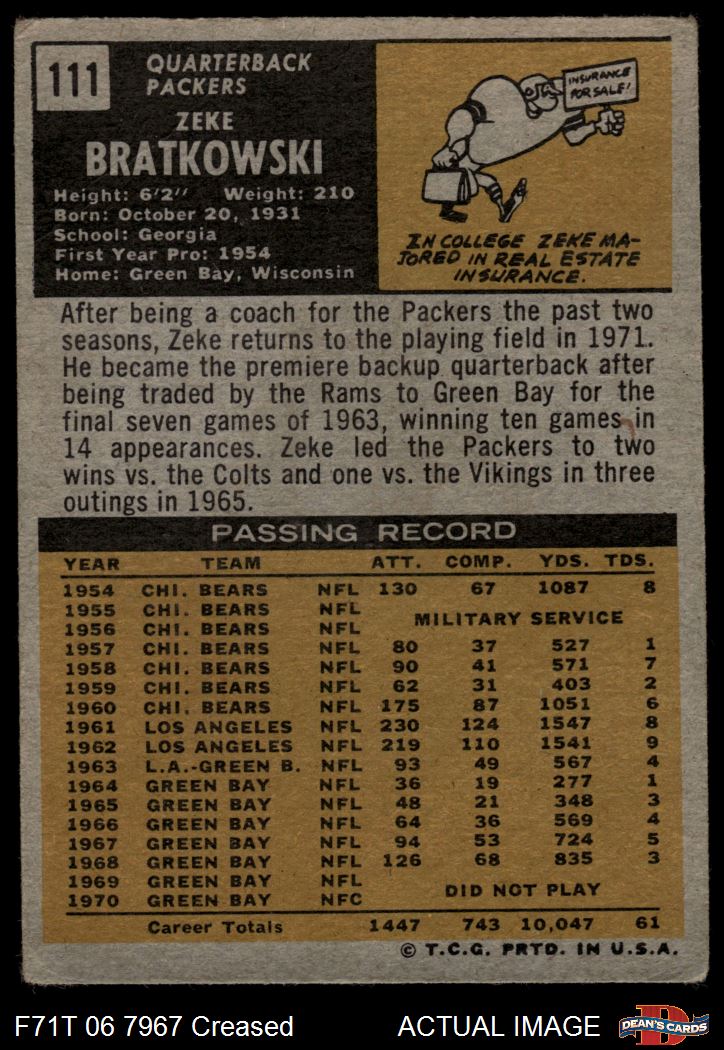 111
QUARTERBACK
PACKERS
ZEKE
BRATKOWSKI
Height: 6'2'' Weight: 210
Born: October 20, 1931
School: Georgia
First Year Pro: 1954
Home: Green Bay, Wisconsin
INSURANCE
FOR SALE!
IN COLLEGE ZEKE MA-
JORED IN REAL ESTATE
INSURANCE.
After being a coach for the Packers the past two
seasons, Zeke returns to the playing field in 1971.
He became the premiere backup quarterback after
being traded by the Rams to Green Bay for the
final seven games of 1963, winning ten games in
14 appearances. Zeke led the Packers to two
wins vs. the Colts and one vs. the Vikings in three
outings in 1965.
PASSING RECORD
YEAR TEAM ATT. COMP. YDS. TDS.
1954 CHI. BEARS NFL 130 67 1087 8
1955 CHI. BEARS NFL
MILITARY SERVICE
1956 CHI. BEARS NFL
1957 CHI. BEARS NFL 80 37 527 1
1958 CHI. BEARS NFL 90 41 571 7
1959 CHI. BEARS NFL 62 31 403 2
1960 CHI. BEARS NFL 175 87 1051 6
1961 LOS ANGELES NFL 230 124 1547 8
1962 LOS ANGELES NFL 219 110 1541 9
1963 L.A.-GREEN B. NFL 93 49 567 4
1964 GREEN BAY NFL 36 19 277 1
1965 GREEN BAY NFL 48 21 348 3
1966 GREEN BAY NFL 64 36 569 4
1967 GREEN BAY NFL 94 53 724 5
1968 GREEN BAY NFL 126 68 835 3
1969 GREEN BAY NFL
DID NOT PLAY
1970 GREEN BAY NFC
Career Totals 1447 743 10,047 61
© T.C.G. PRTD. IN U.S.A.
F71T 06 7967 Creased ACTUAL IMAGE
D
DEAN'S CARDS